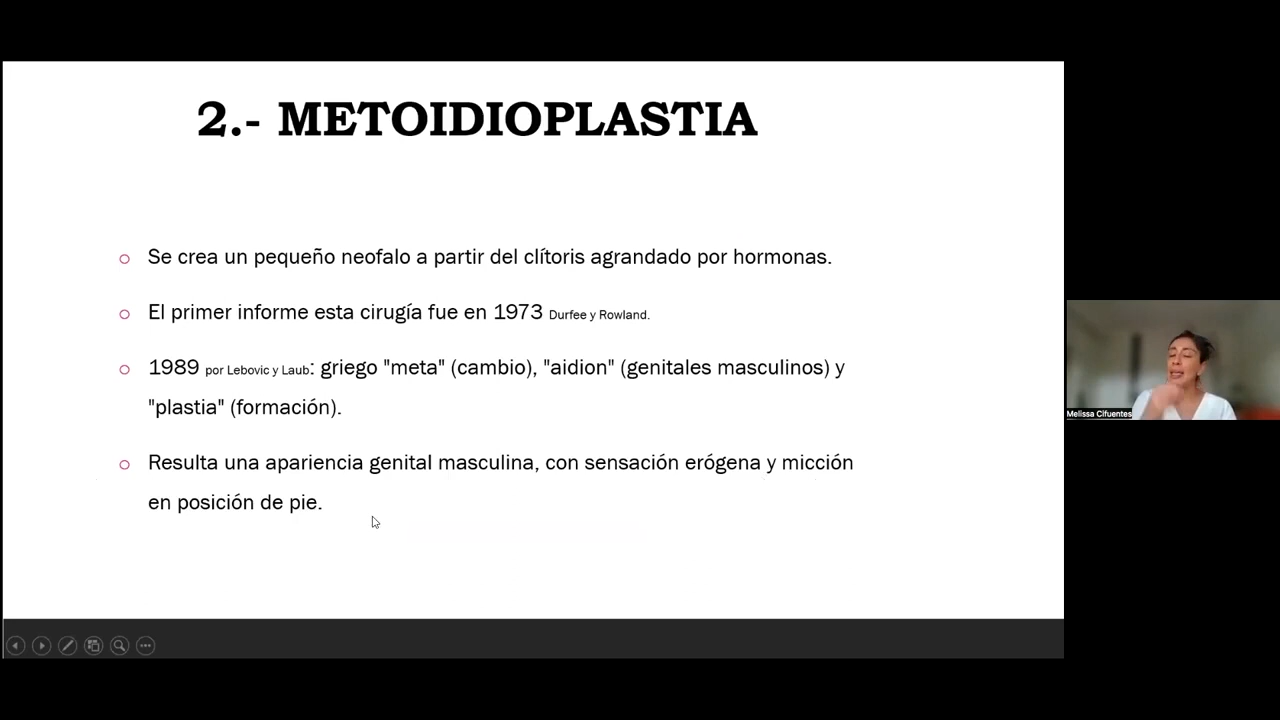 2.- METOIDIOPLASTIA
Se crea un pequeño neofalo a partir del clítoris agrandado por hormonas.
El primer informe esta cirugía fue en 1973 Durfee y Rowland.
1989 por Lebovic y Laub: griego "meta" (cambio), "aidion" (genitales masculinos) y
"plastia" (formación).
Resulta una apariencia genital masculina, con sensación erógena y micción
en posición de pie.
Melissa Cifuentes